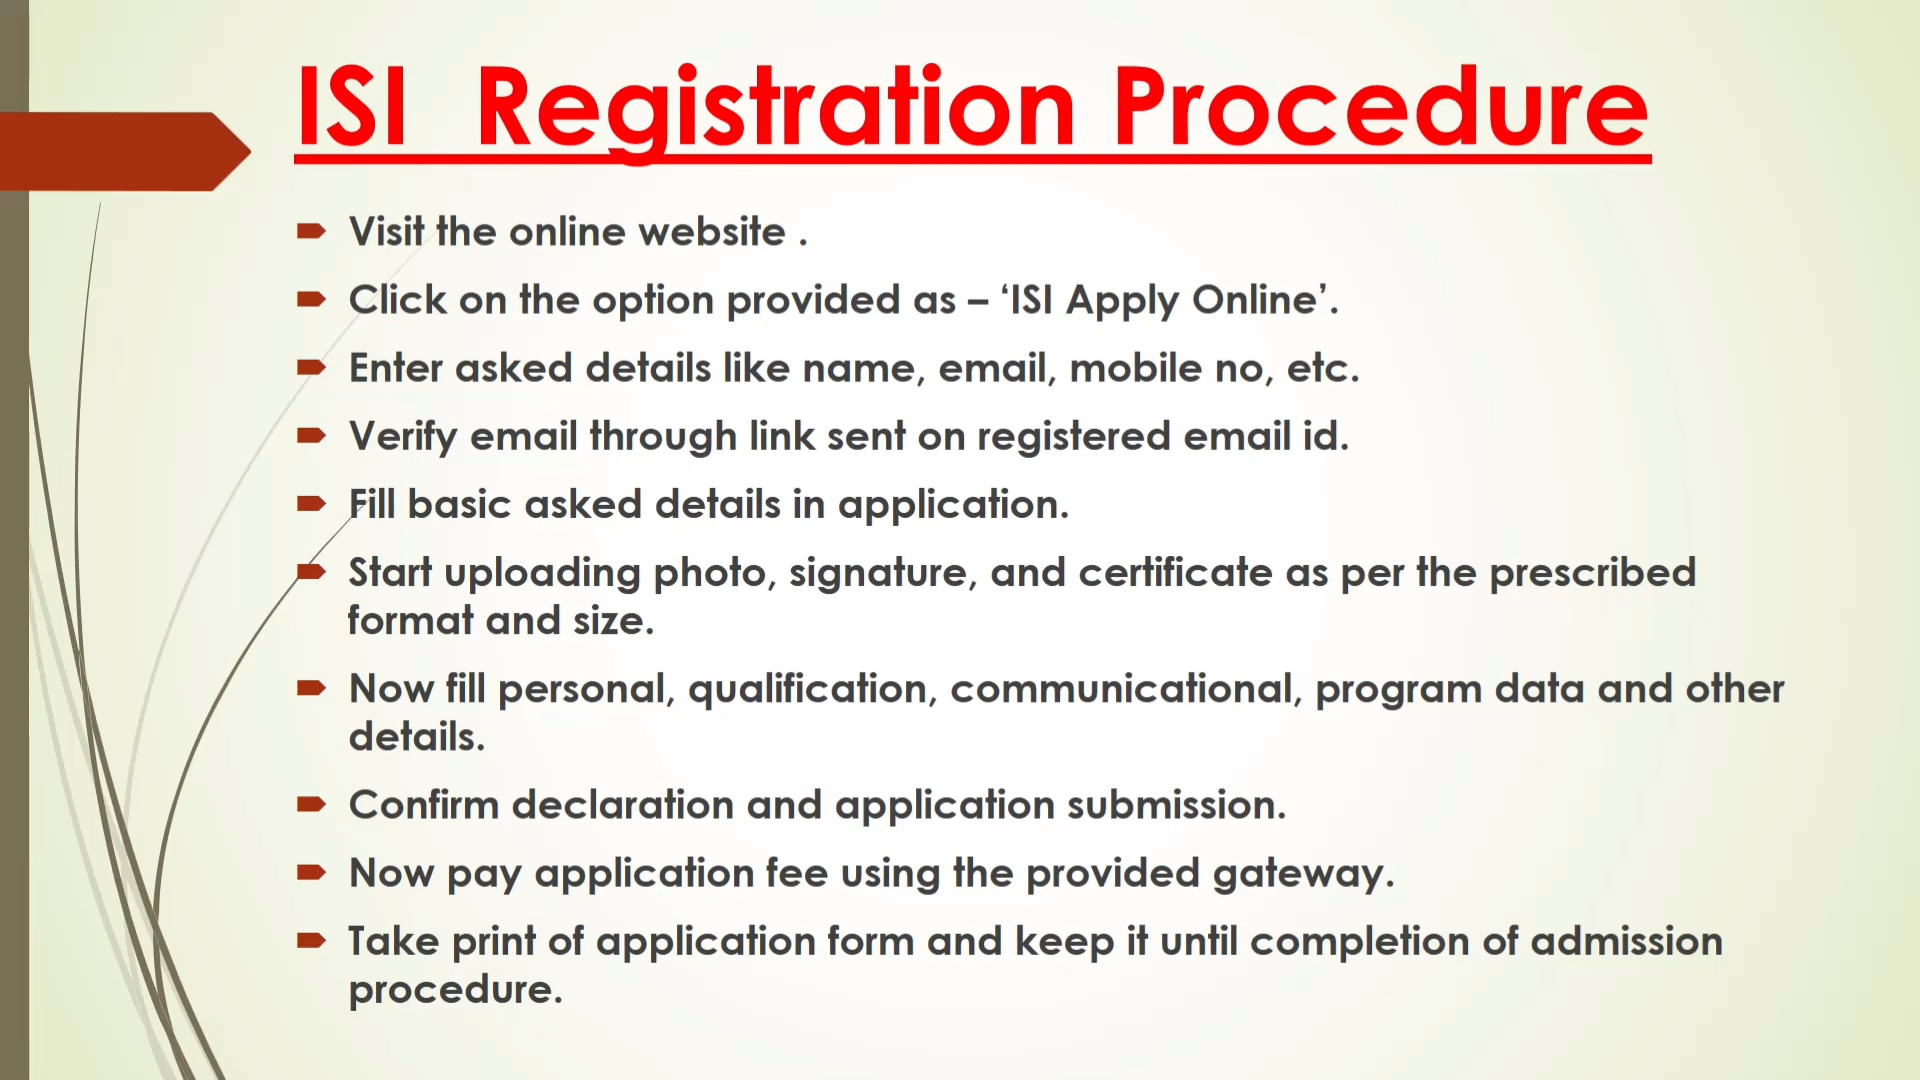 ISI  Registration Procedure
Visit the online website .
Click on the option provided as – ‘ISI Apply Online’.
Enter asked details like name, email, mobile no, etc.
Verify email through link sent on registered email id.
Fill basic asked details in application.
Start uploading photo, signature, and certificate as per the prescribed
format and size.
Now fill personal, qualification, communicational, program data and other
details.
Confirm declaration and application submission.
Now pay application fee using the provided gateway.
Take print of application form and keep it until completion of admission
procedure.